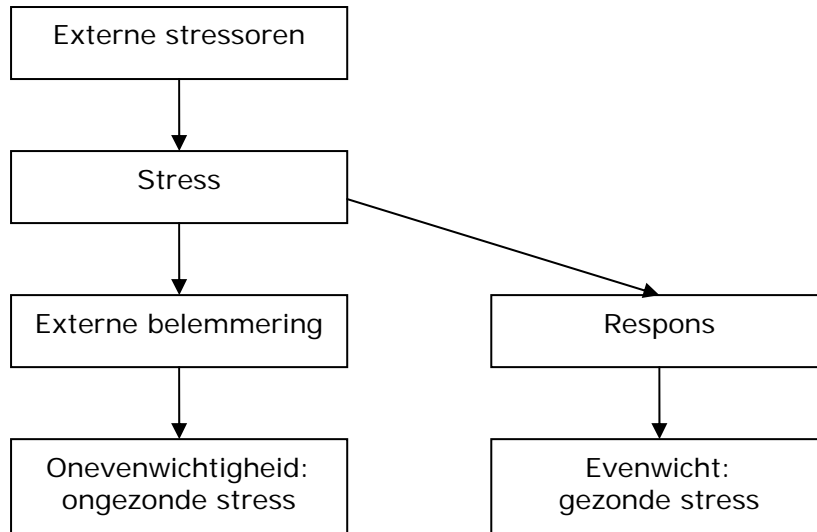 Externe stressoren
Stress
Externe belemmering
Respons
Onevenwichtigheid:
ongezonde stress
Evenwicht:
gezonde stress